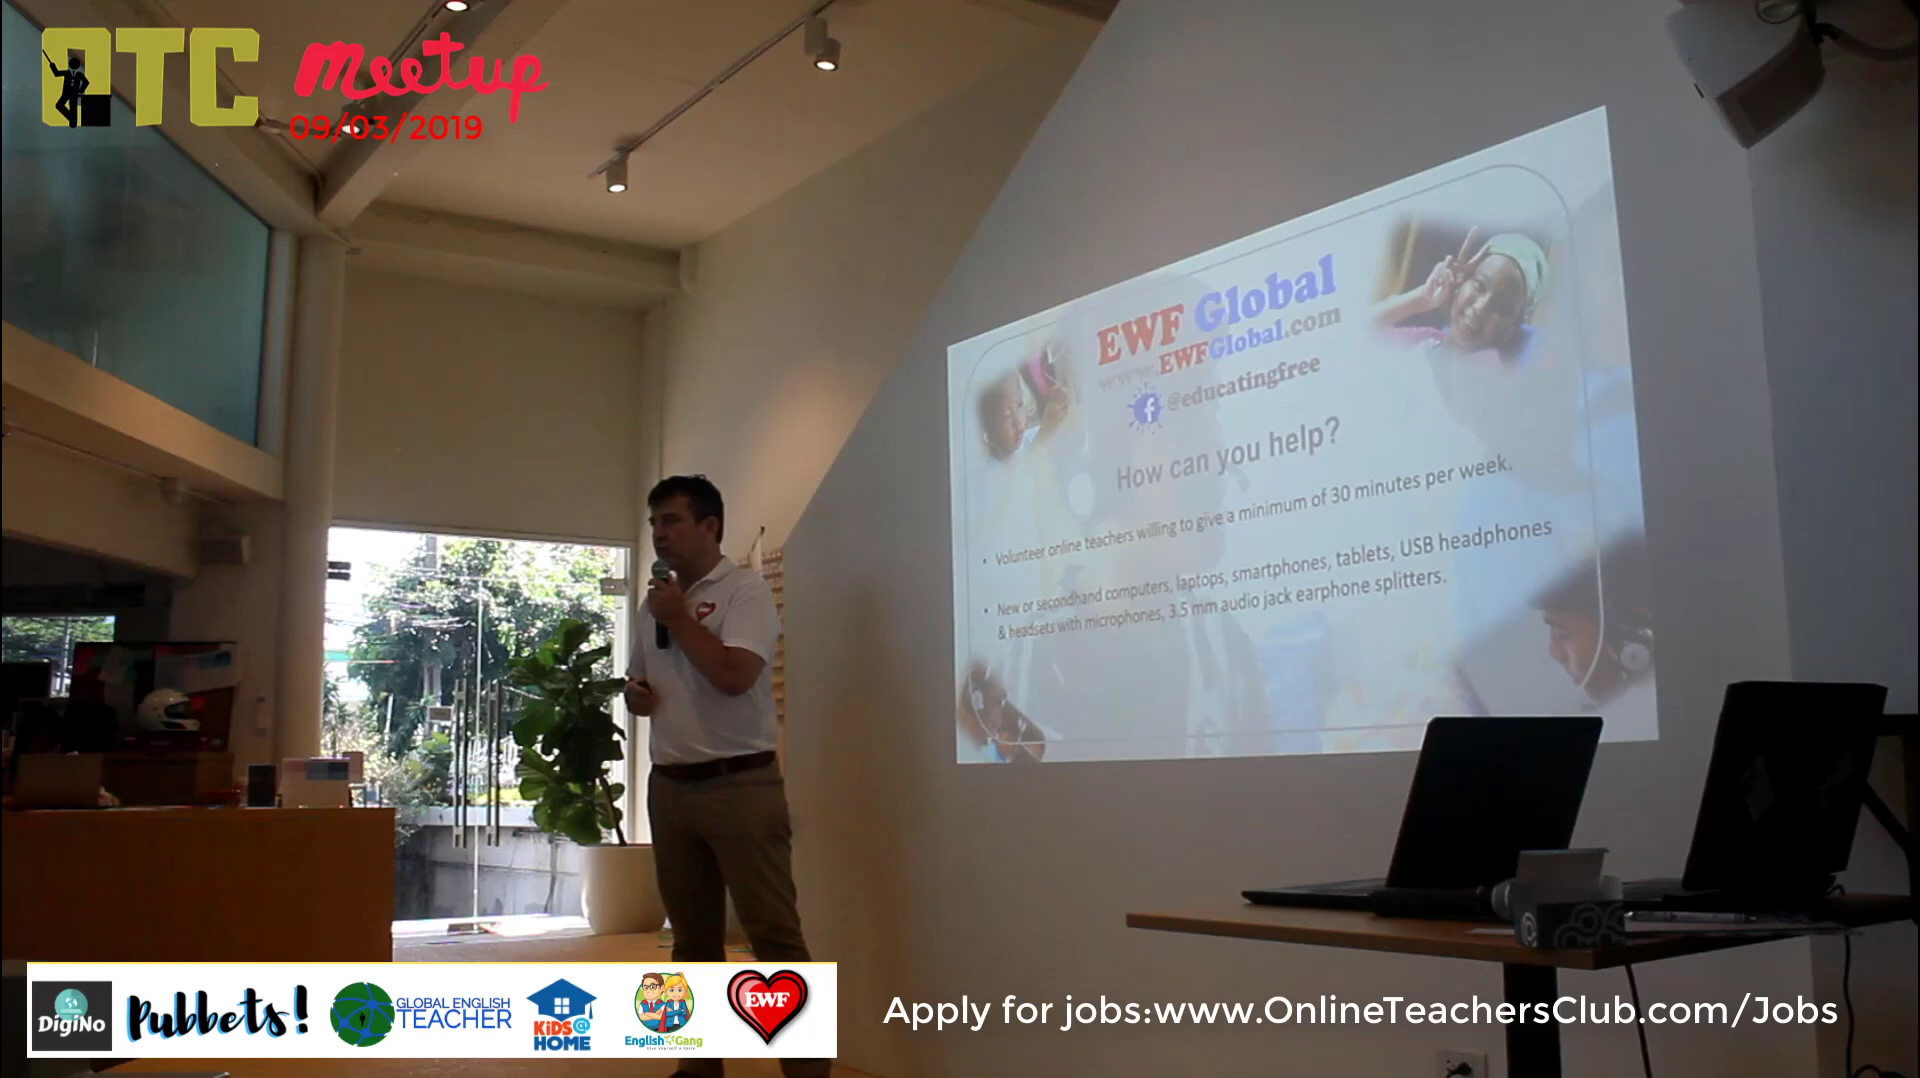 OTC
meetup
09/03/2019
EWF Global
www.EWFGlobal.com
f @educatingfree
How can you help?
• Volunteer online teachers willing to give a minimum of 30 minutes per week.
• New or secondhand computers, laptops, smartphones, tablets, USB headphones
& headsets with microphones, 3.5 mm audio jack earphone splitters.
DigiNo
Pubbets!
GLOBAL ENGLISH
TEACHER
KiDS@
HOME
English Gang
EWF
Apply for jobs:www.OnlineTeachersClub.com/Jobs